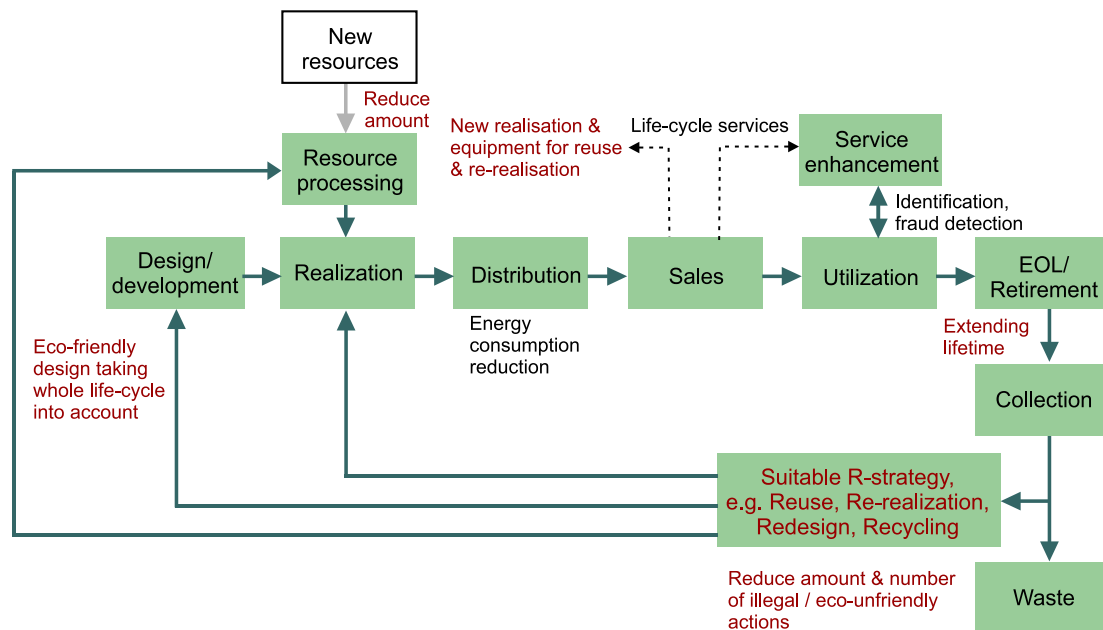 New
resources
Reduce
amount
New realisation &
equipment for reuse
& re-realisation
Life-cycle services
Service
enhancement
Resource
processing
Identification,
fraud detection
Design/
development
Realization
Distribution
Sales
Utilization
EOL/
Retirement
Energy
consumption
reduction
Extending
lifetime
Eco-friendly
design taking
whole life-cycle
into account
Collection
Suitable R-strategy,
e.g. Reuse, Re-realization,
Redesign, Recycling
Reduce amount & number
of illegal / eco-unfriendly
actions
Waste